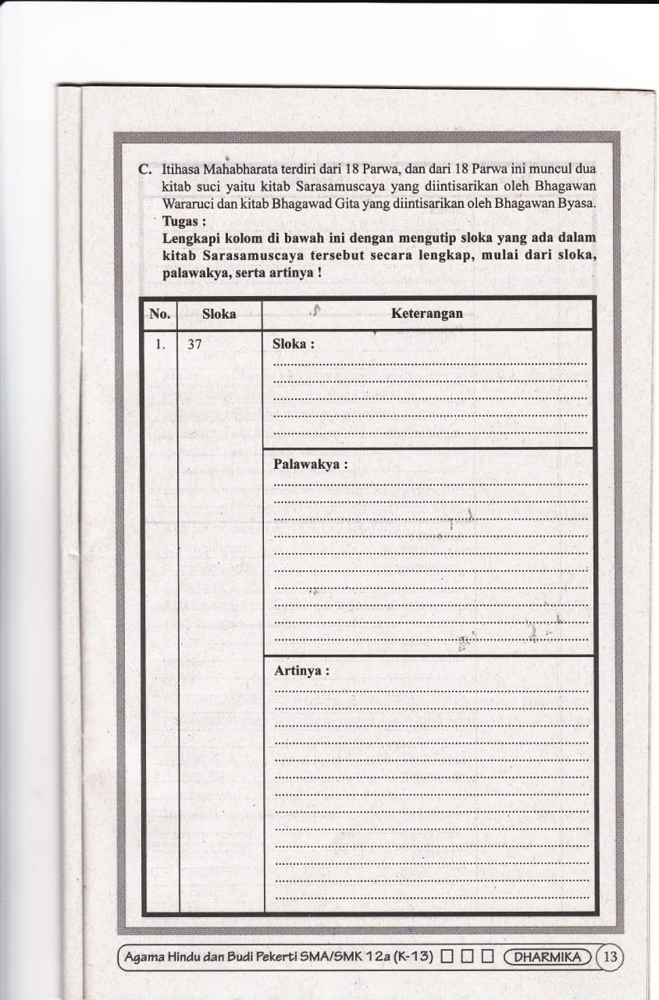 C. Itihasa Mahabharata terdiri dari 18 Parwa, dan dari 18 Parwa ini muncul dua
kitab suci yaitu kitab Sarasamuscaya yang diintisarikan oleh Bhagawan
Wararuci dan kitab Bhagawad Gita yang diintisarikan oleh Bhagawan Byasa.
Tugas :
Lengkapi kolom di bawah ini dengan mengutip sloka yang ada dalam
kitab Sarasamuscaya tersebut secara lengkap, mulai dari sloka,
palawakya, serta artinya !
No. Sloka Keterangan
1. 37 Sloka :
Palawakya :
Artinya :
Agama Hindu dan Budi Pekerti SMA/SMK 12a (K-13) DHARMIKA 13